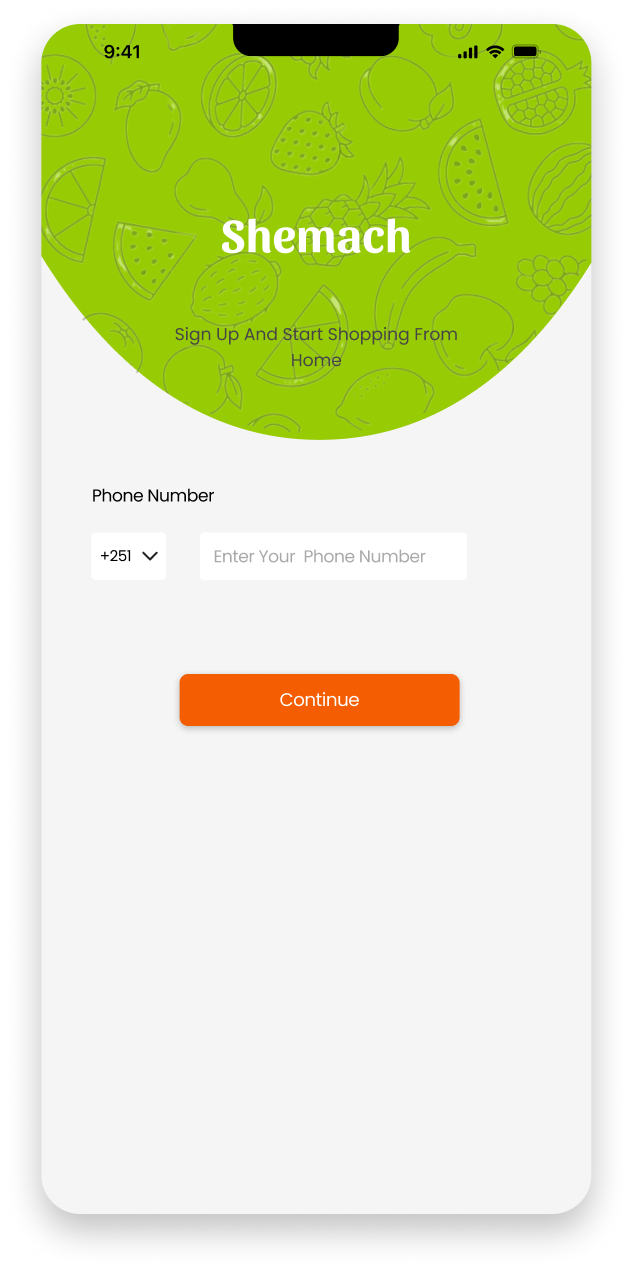 9:41
Shemach
Sign Up And Start Shopping From
Home
Phone Number
+251
Enter Your Phone Number
Continue